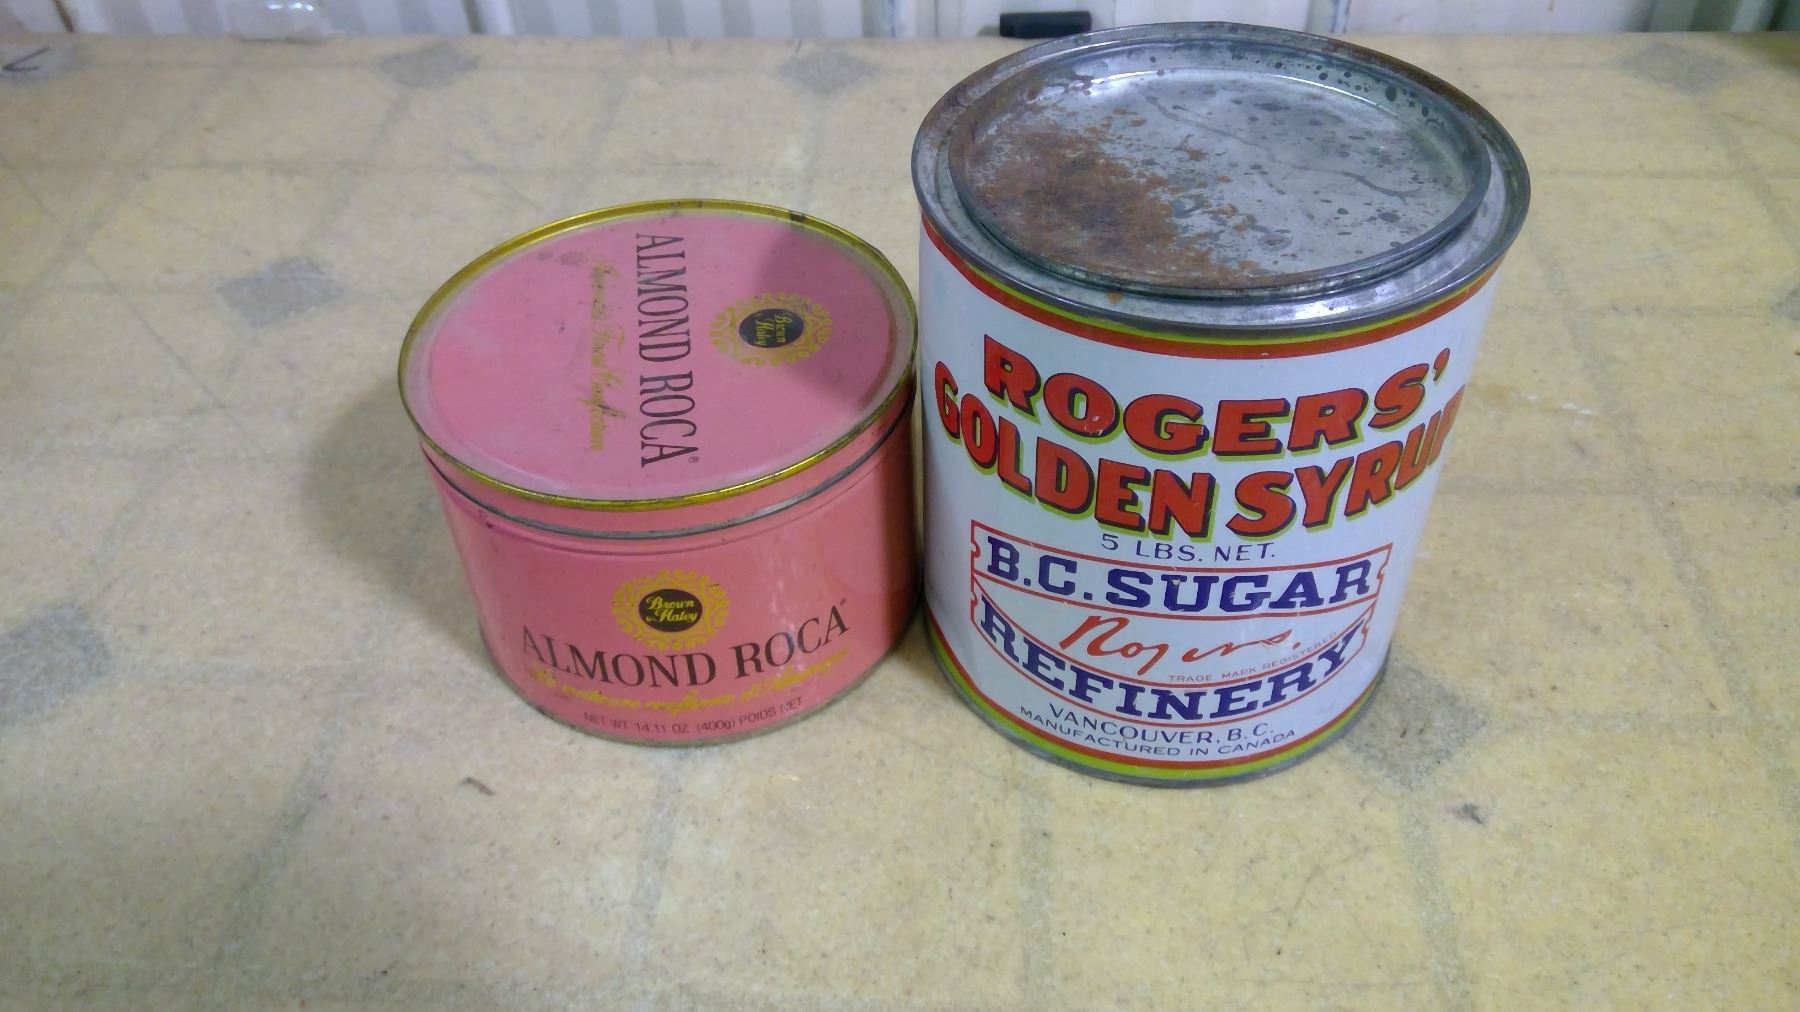 ALMOND ROCA®
Brown
& Haley
Brown
& Haley
ALMOND ROCA®
NET WT 14.11 OZ (400g) POIDS NET
ROGERS'
GOLDEN SYRUP
5 LBS. NET.
B.C. SUGAR
Rogers.
TRADE MARK REGISTERED
REFINERY
VANCOUVER, B.C.
MANUFACTURED IN CANADA